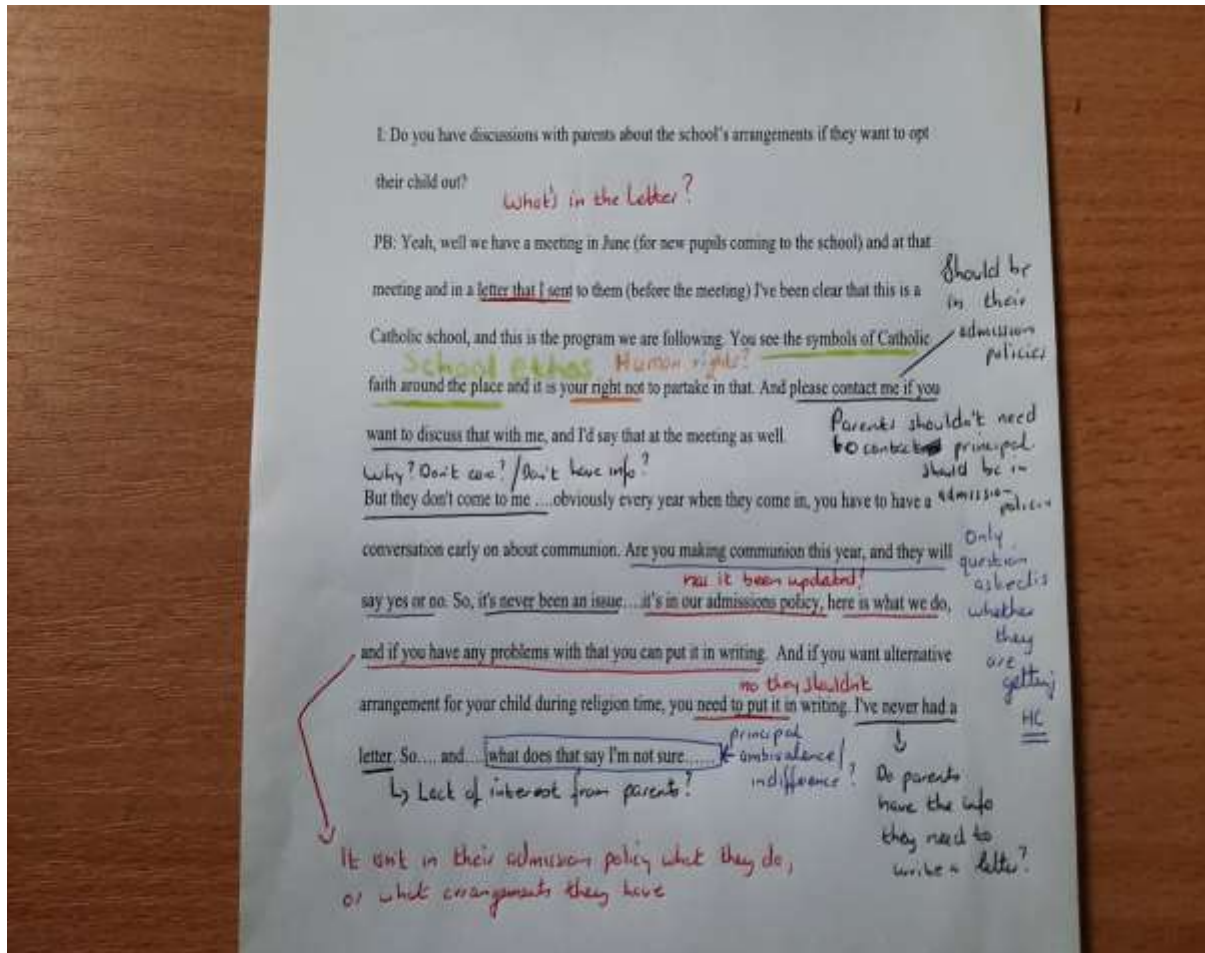 I: Do you have discussions with parents about the school's arrangements if they want to opt
their child out?
What's in the letter?
PB: Yeah, well we have a meeting in June (for new pupils coming to the school) and at that
meeting and in a letter that I sent to them (before the meeting) I've been clear that this is a
Catholic school, and this is the program we are following. You see the symbols of Catholic
School ethos Human rights?
faith around the place and it is your right not to partake in that. And please contact me if you
want to discuss that with me, and I'd say that at the meeting as well.
Should be
in their
admission
policies
Parents shouldn't need
to contact principal
should be in
admission
policies
Why? Don't care? / Don't have info?
But they don't come to me ....obviously every year when they come in, you have to have a
conversation early on about communion. Are you making communion this year, and they will
has it been updated?
say yes or no. So, it's never been an issue....it's in our admissions policy, here is what we do,
and if you have any problems with that you can put it in writing. And if you want alternative
no they shouldn't
arrangement for your child during religion time, you need to put it in writing. I've never had a
letter. So.... and.... what does that say I'm not sure......
Only
question
asked is
whether
they
are
getting
HC
principal
ambivalence/
indifference?
Lack of interest from parents?
Do parents
have the info
they need to
write a letter?
It isn't in their admission policy what they do,
or what arrangements they have